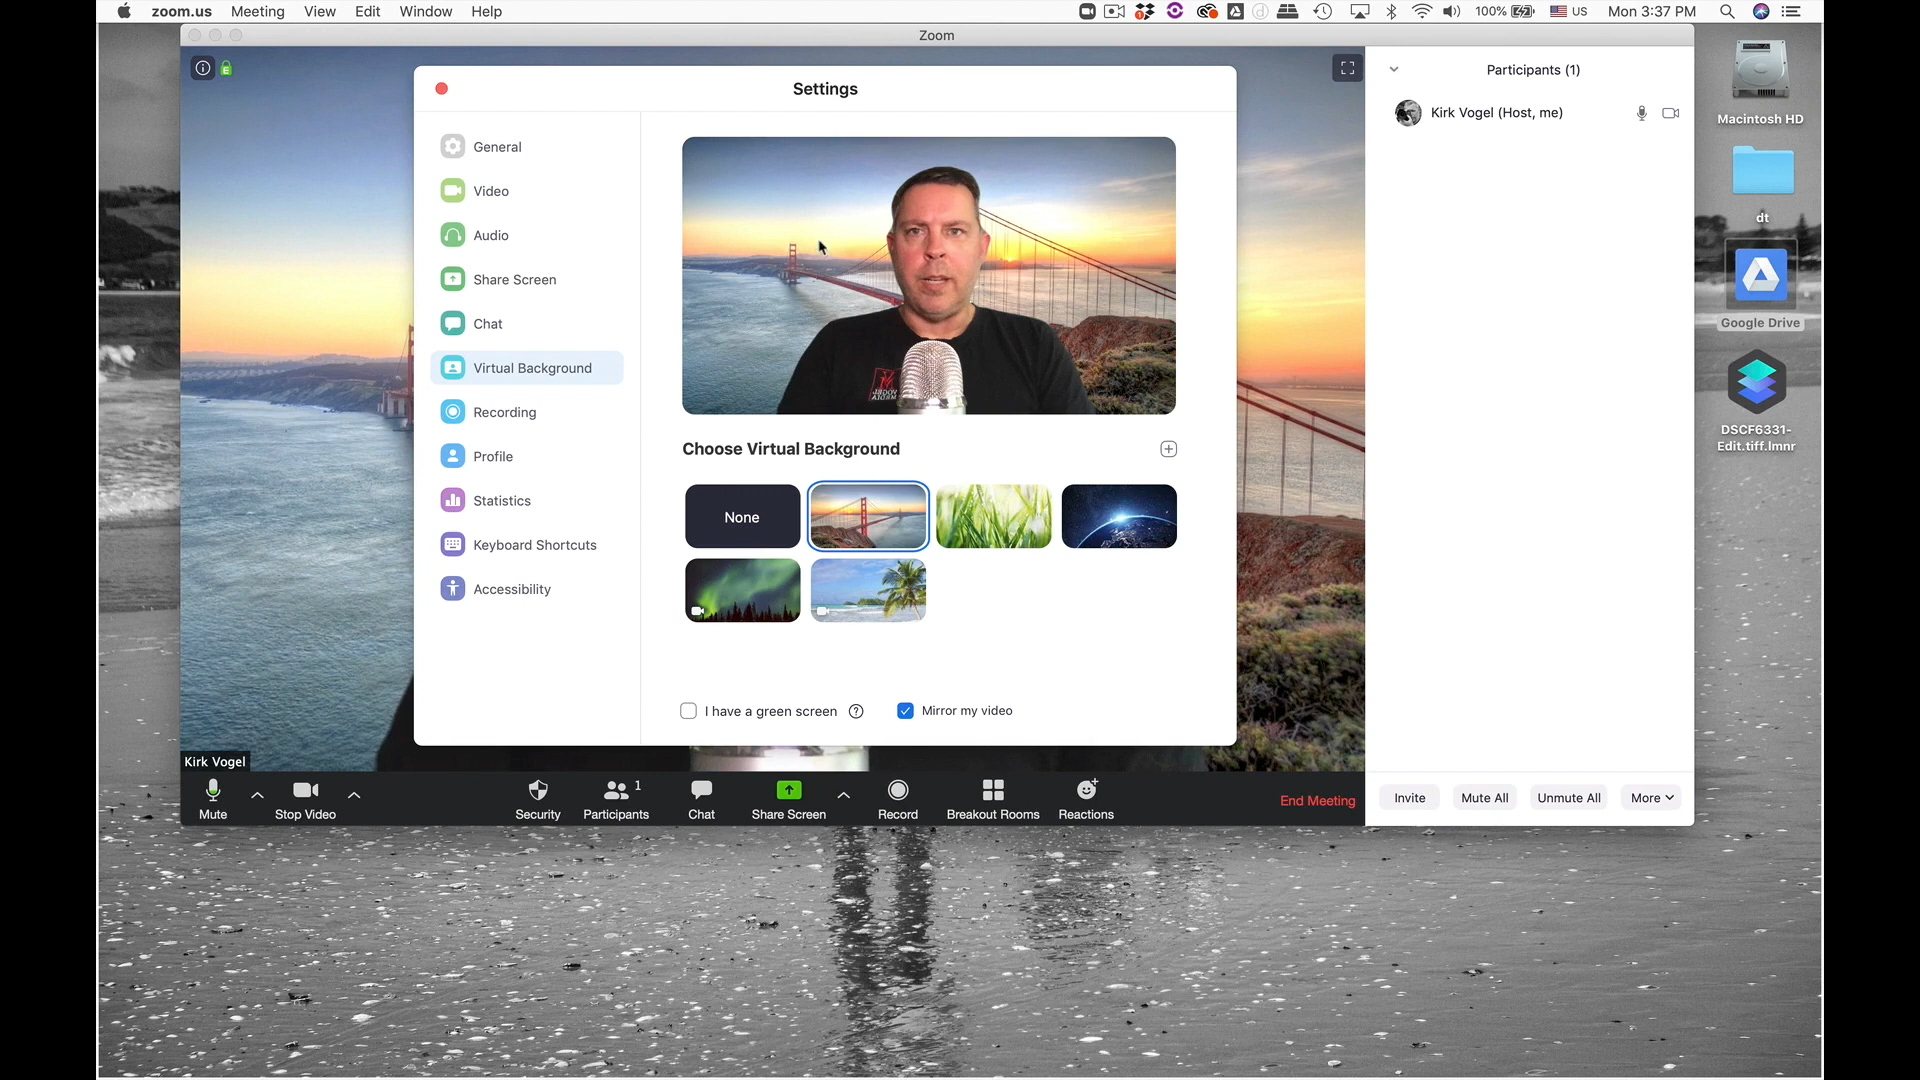 zoom.us Meeting View Edit Window Help 100% US Mon 3:37 PM
Zoom
Settings
General
Video
Audio
Share Screen
Chat
Virtual Background
Recording
Profile
Statistics
Keyboard Shortcuts
Accessibility
Choose Virtual Background
None
I have a green screen ? Mirror my video
Kirk Vogel
Mute
Stop Video
Security
Participants 1
Chat
Share Screen
Record
Breakout Rooms
Reactions
End Meeting
Participants (1)
Kirk Vogel (Host, me)
Invite
Mute All
Unmute All
More
Macintosh HD
dt
Google Drive
DSCF6331-
Edit.tiff.lmnr